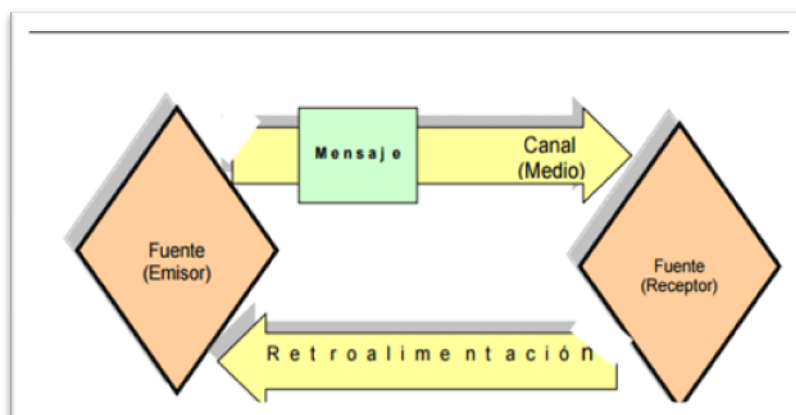 Mensaje
Canal
(Medio)
Fuente
(Emisor)
Fuente
(Receptor)
Retroalimentación